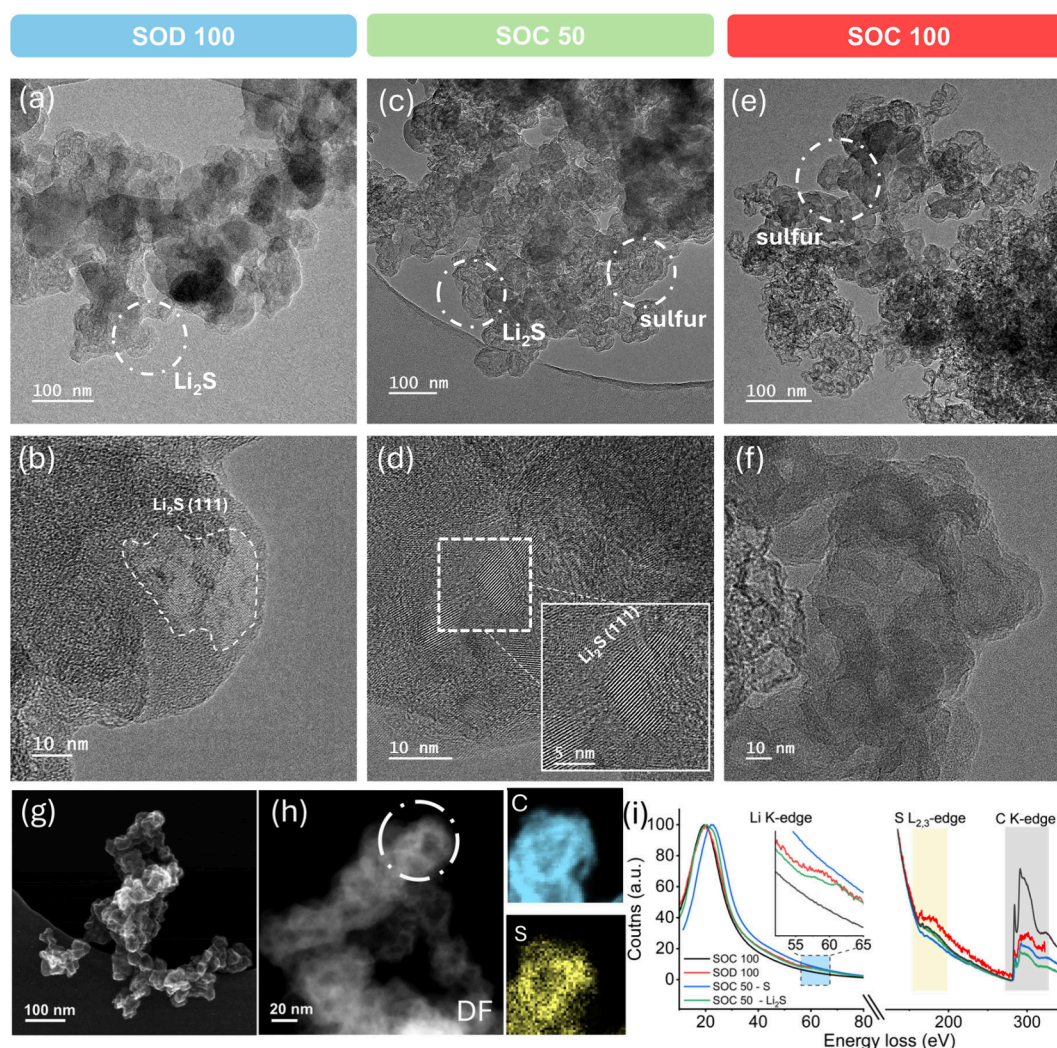 SOD 100
SOC 50
SOC 100
(a)
Li₂S
100 nm
(c)
Li₂S
sulfur
100 nm
(e)
sulfur
100 nm
(b)
Li₂S (111)
10 nm
(d)
Li₂S (111)
10 nm
5 nm
(f)
10 nm
(g)
100 nm
(h)
20 nm
DF
C
S
(i)
Li K-edge
S L₂,₃-edge
C K-edge
Coutns (a.u.)
100
80
60
40
20
0
55 60 65
SOC 100
SOD 100
SOC 50 - S
SOC 50 - Li₂S
20 40 60 80 200 300
Energy loss (eV)